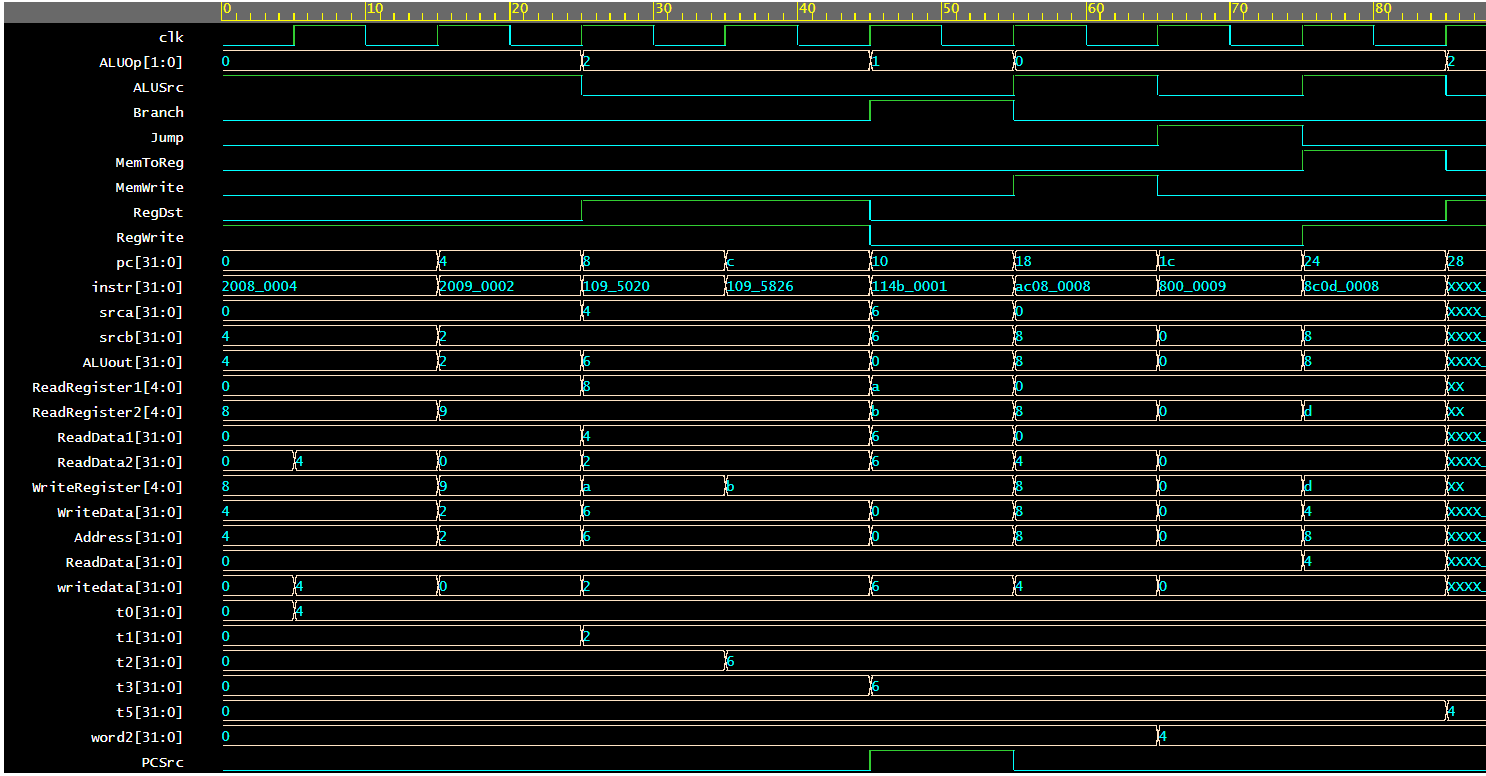 0 10 20 30 40 50 60 70 80
clk
ALUOp[1:0] 0 2 1 0 2
ALUSrc
Branch
Jump
MemToReg
MemWrite
RegDst
RegWrite
pc[31:0] 0 4 8 c 10 18 1c 24 28
instr[31:0] 2008_0004 2009_0002 109_5020 109_5826 114b_0001 ac08_0008 800_0009 8c0d_0008 XXXX_
srca[31:0] 0 4 6 0 XXXX_
srcb[31:0] 4 2 6 8 0 8 XXXX_
ALUout[31:0] 4 2 6 0 8 0 8 XXXX_
ReadRegister1[4:0] 0 8 a 0 XX
ReadRegister2[4:0] 8 9 b 8 0 d XX
ReadData1[31:0] 0 4 6 0 XXXX_
ReadData2[31:0] 0 4 0 2 6 4 0 XXXX_
WriteRegister[4:0] 8 9 a b 8 0 d XX
WriteData[31:0] 4 2 6 0 8 0 4 XXXX_
Address[31:0] 4 2 6 0 8 0 8 XXXX_
ReadData[31:0] 0 4 XXXX_
writedata[31:0] 0 4 0 2 6 4 0 XXXX_
t0[31:0] 0 4
t1[31:0] 0 2
t2[31:0] 0 6
t3[31:0] 0 6
t5[31:0] 0 4
word2[31:0] 0 4
PCSrc